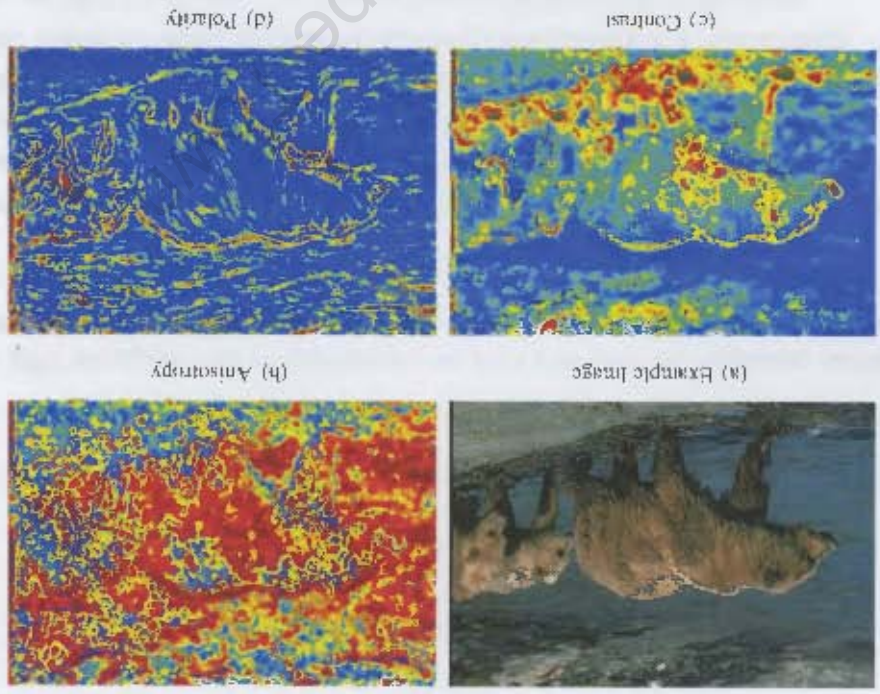 (a) Example Image
(b) Anisotropy
(c) Contrast
(d) Polarity